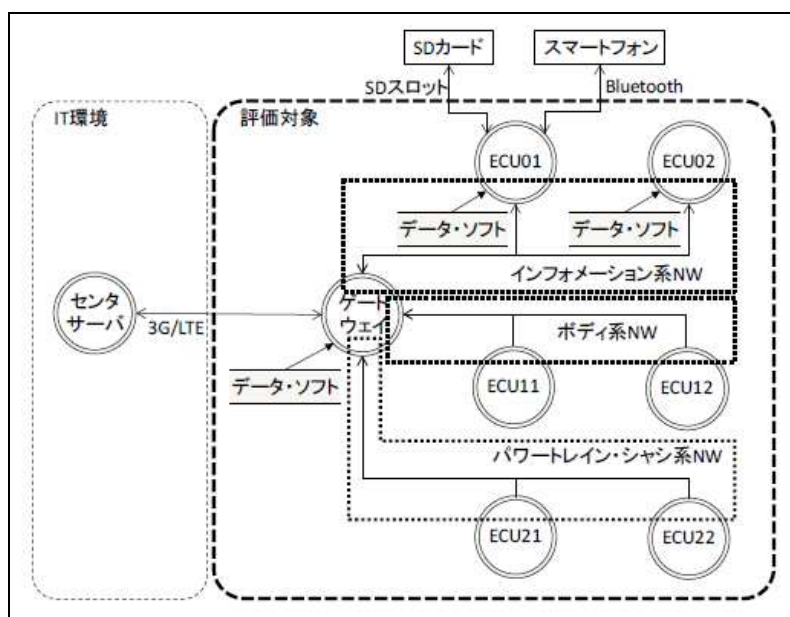 SDカード
スマートフォン
SDスロット
Bluetooth
IT環境
評価対象
ECU01
ECU02
データ・ソフト
データ・ソフト
インフォメーション系NW
センタ
サーバ
3G/LTE
ゲート
ウェイ
ボディ系NW
データ・ソフト
ECU11
ECU12
パワートレイン・シャシ系NW
ECU21
ECU22